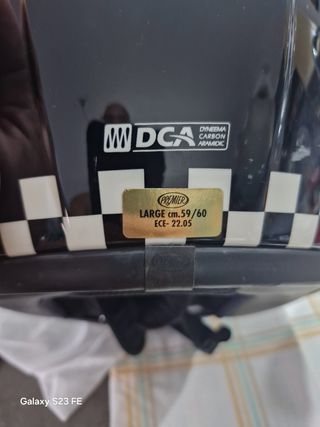 DCA
DYNEEMA
CARBON
ARAMIDIC
PREMIER
LARGE cm.59/60
ECE- 22.05
Galaxy S23 FE